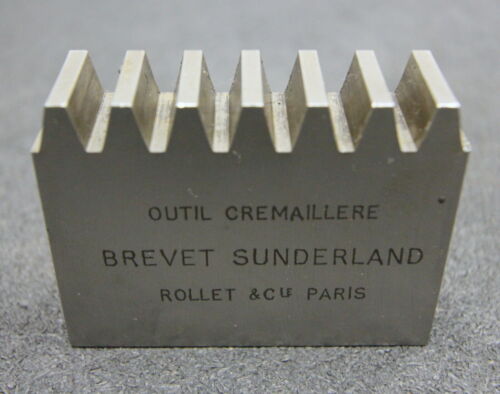 OUTIL CREMAILLERE
BREVET SUNDERLAND
ROLLET & CIE PARIS